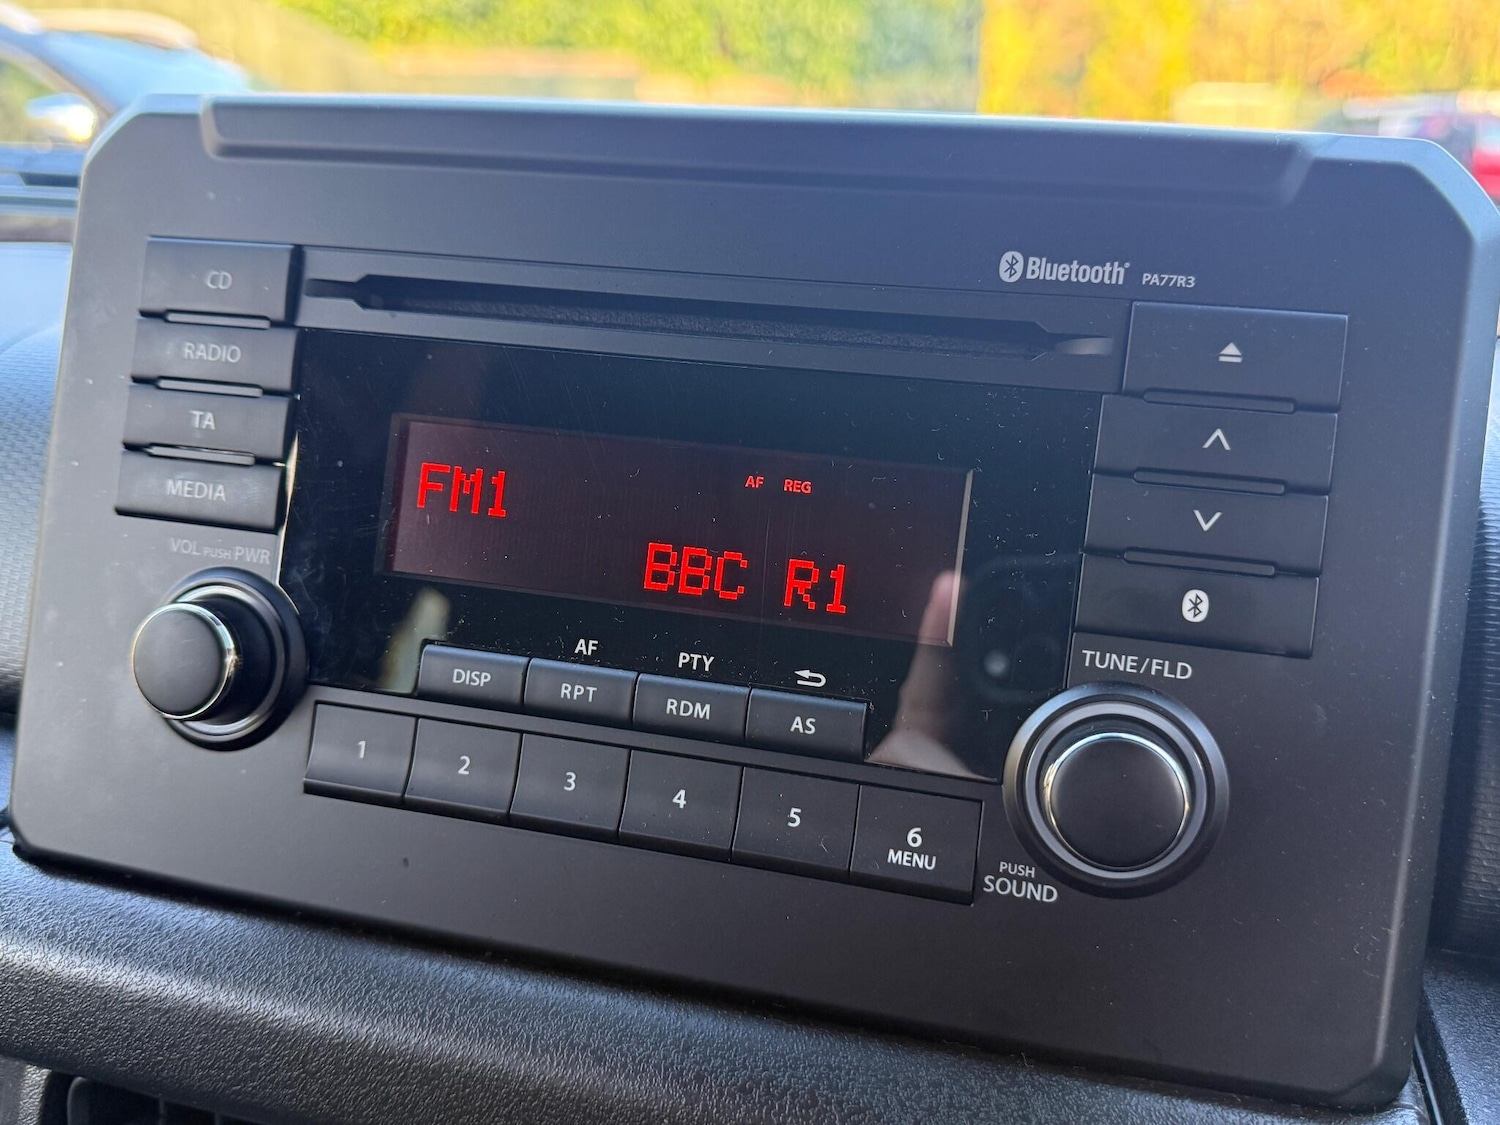 Bluetooth® PA77R3
CD
RADIO
TA
MEDIA
VOL PUSH PWR
FM1
AF REG
BBC R1
AF
PTY
DISP
RPT
RDM
AS
1
2
3
4
5
6
MENU
TUNE/FLD
PUSH
SOUND